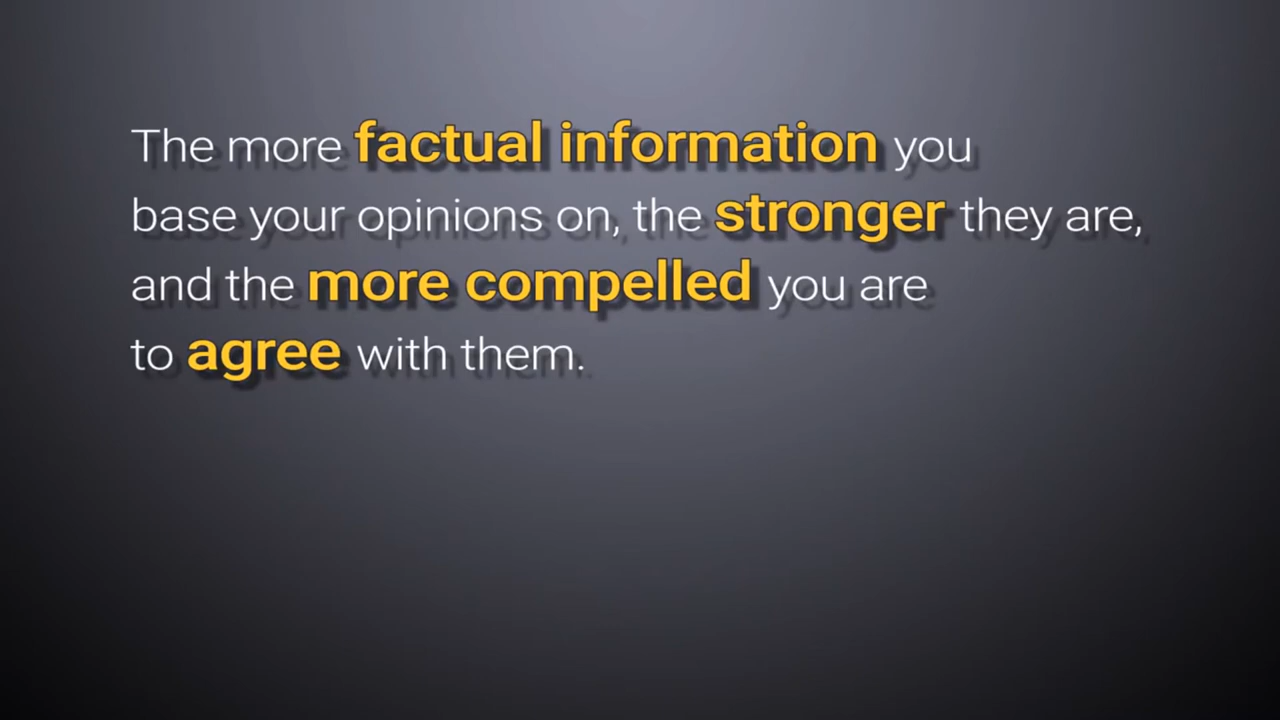 The more factual information you
base your opinions on, the stronger they are,
and the more compelled you are
to agree with them.